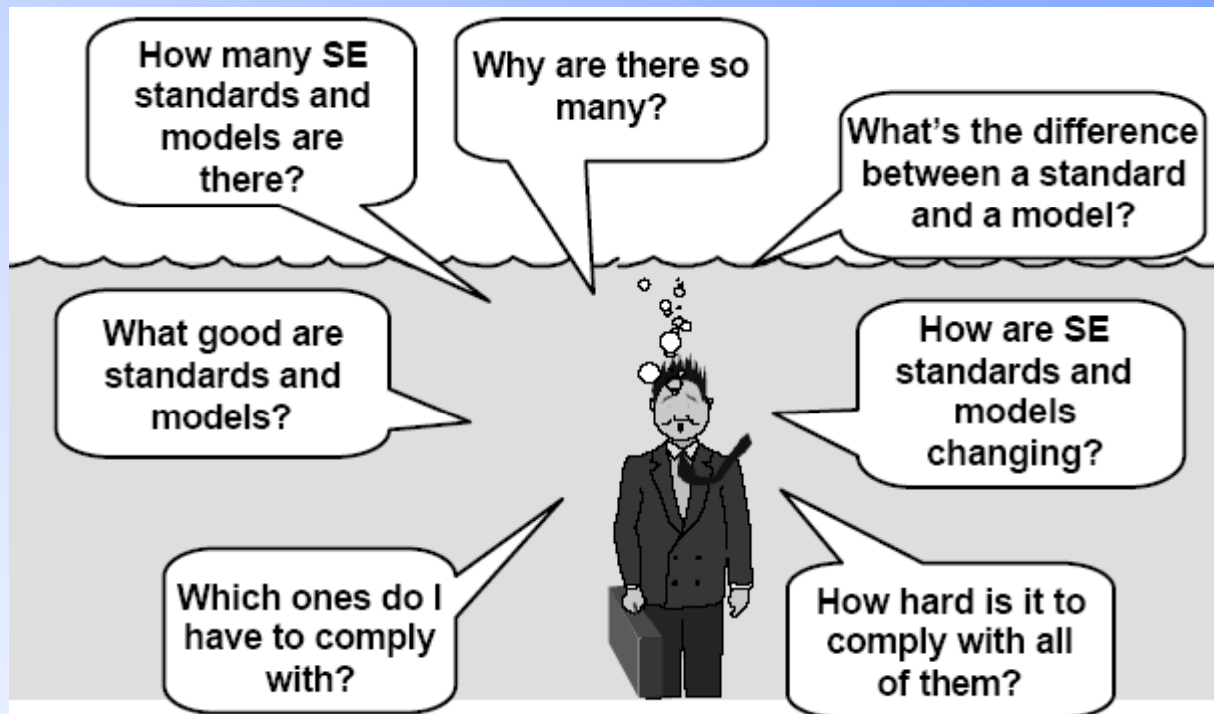 How many SE
standards and
models are
there?
Why are there so
many?
What's the difference
between a standard
and a model?
What good are
standards and
models?
How are SE
standards and
models
changing?
Which ones do I
have to comply
with?
How hard is it to
comply with all
of them?